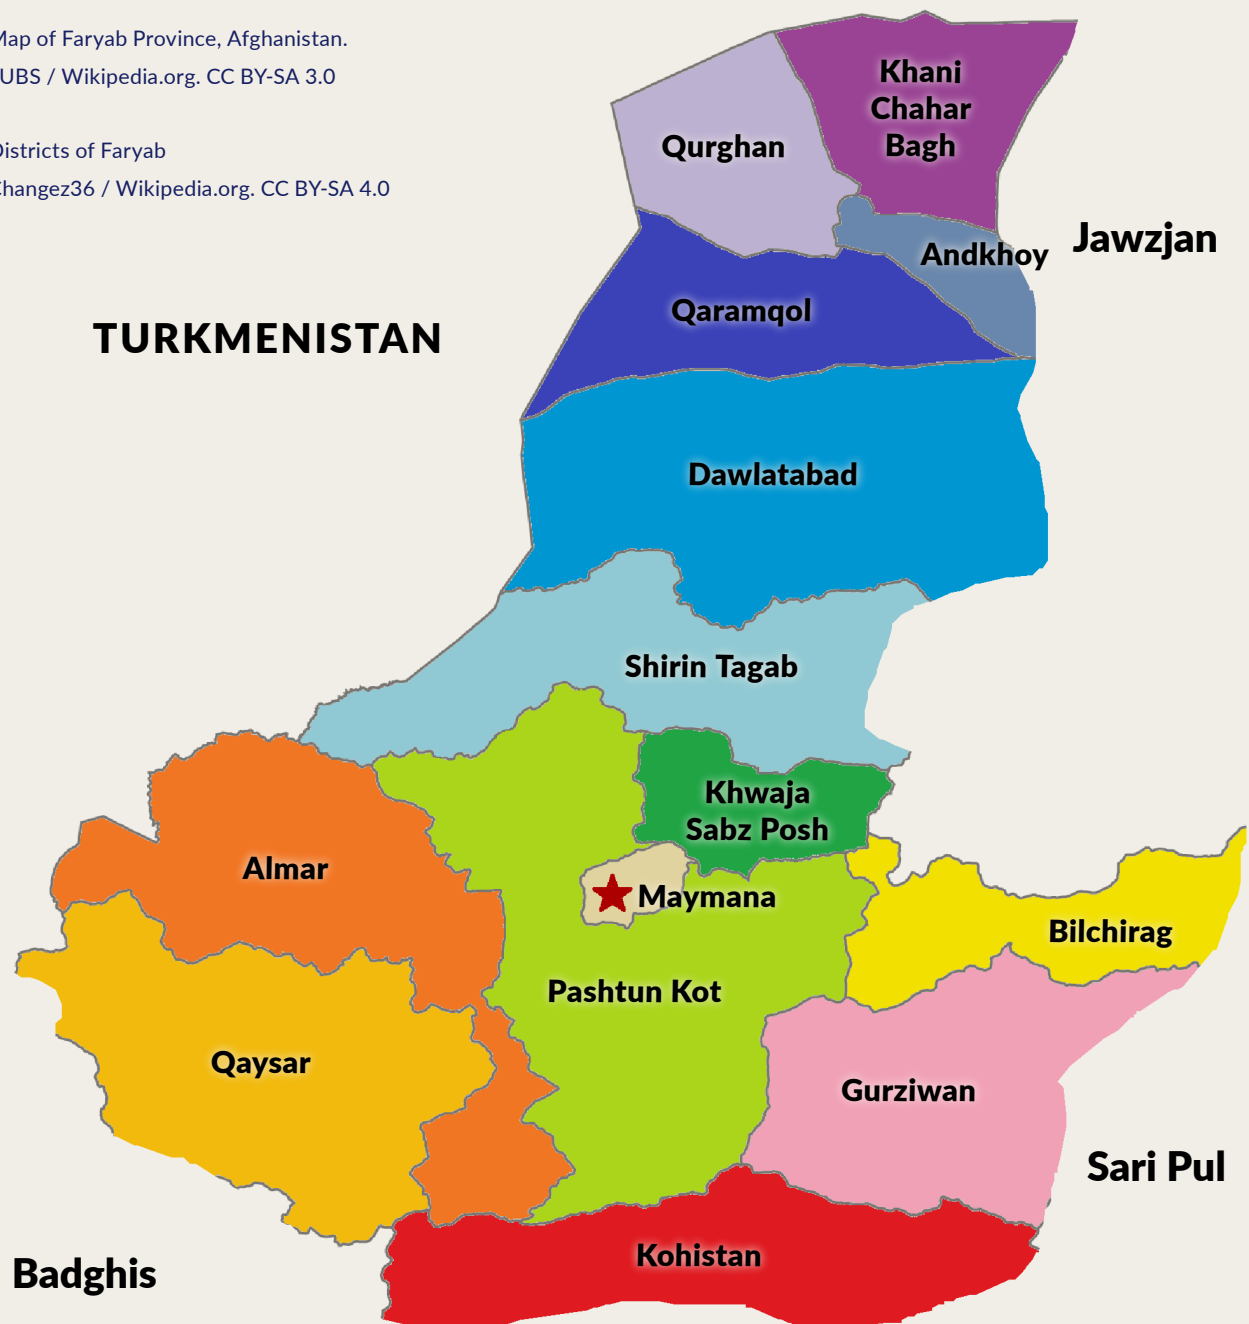 Map of Faryab Province, Afghanistan.
TUBS / Wikipedia.org. CC BY-SA 3.0
Districts of Faryab
Changez36 / Wikipedia.org. CC BY-SA 4.0
Khani
Chahar
Bagh
Qurghan
Jawzjan
Andkhoy
Qaramqol
TURKMENISTAN
Dawlatabad
Shirin Tagab
Khwaja
Sabz Posh
Almar
Maymana
Bilchirag
Pashtun Kot
Qaysar
Gurziwan
Sari Pul
Kohistan
Badghis